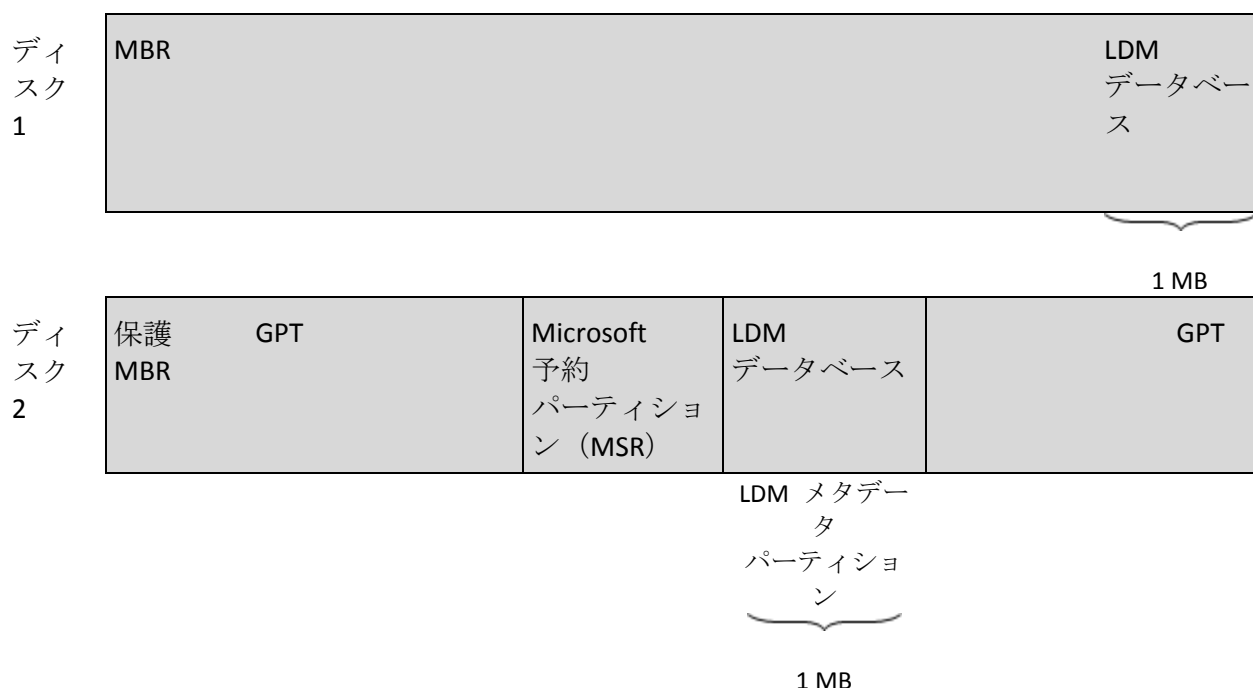 ディ
スク
1
MBR
LDM
データベー
ス
1 MB
ディ
スク
2
保護
MBR
GPT
Microsoft
予約
パーティショ
ン（MSR）
LDM
データベース
GPT
LDM メタデー
タ
パーティショ
ン
1 MB